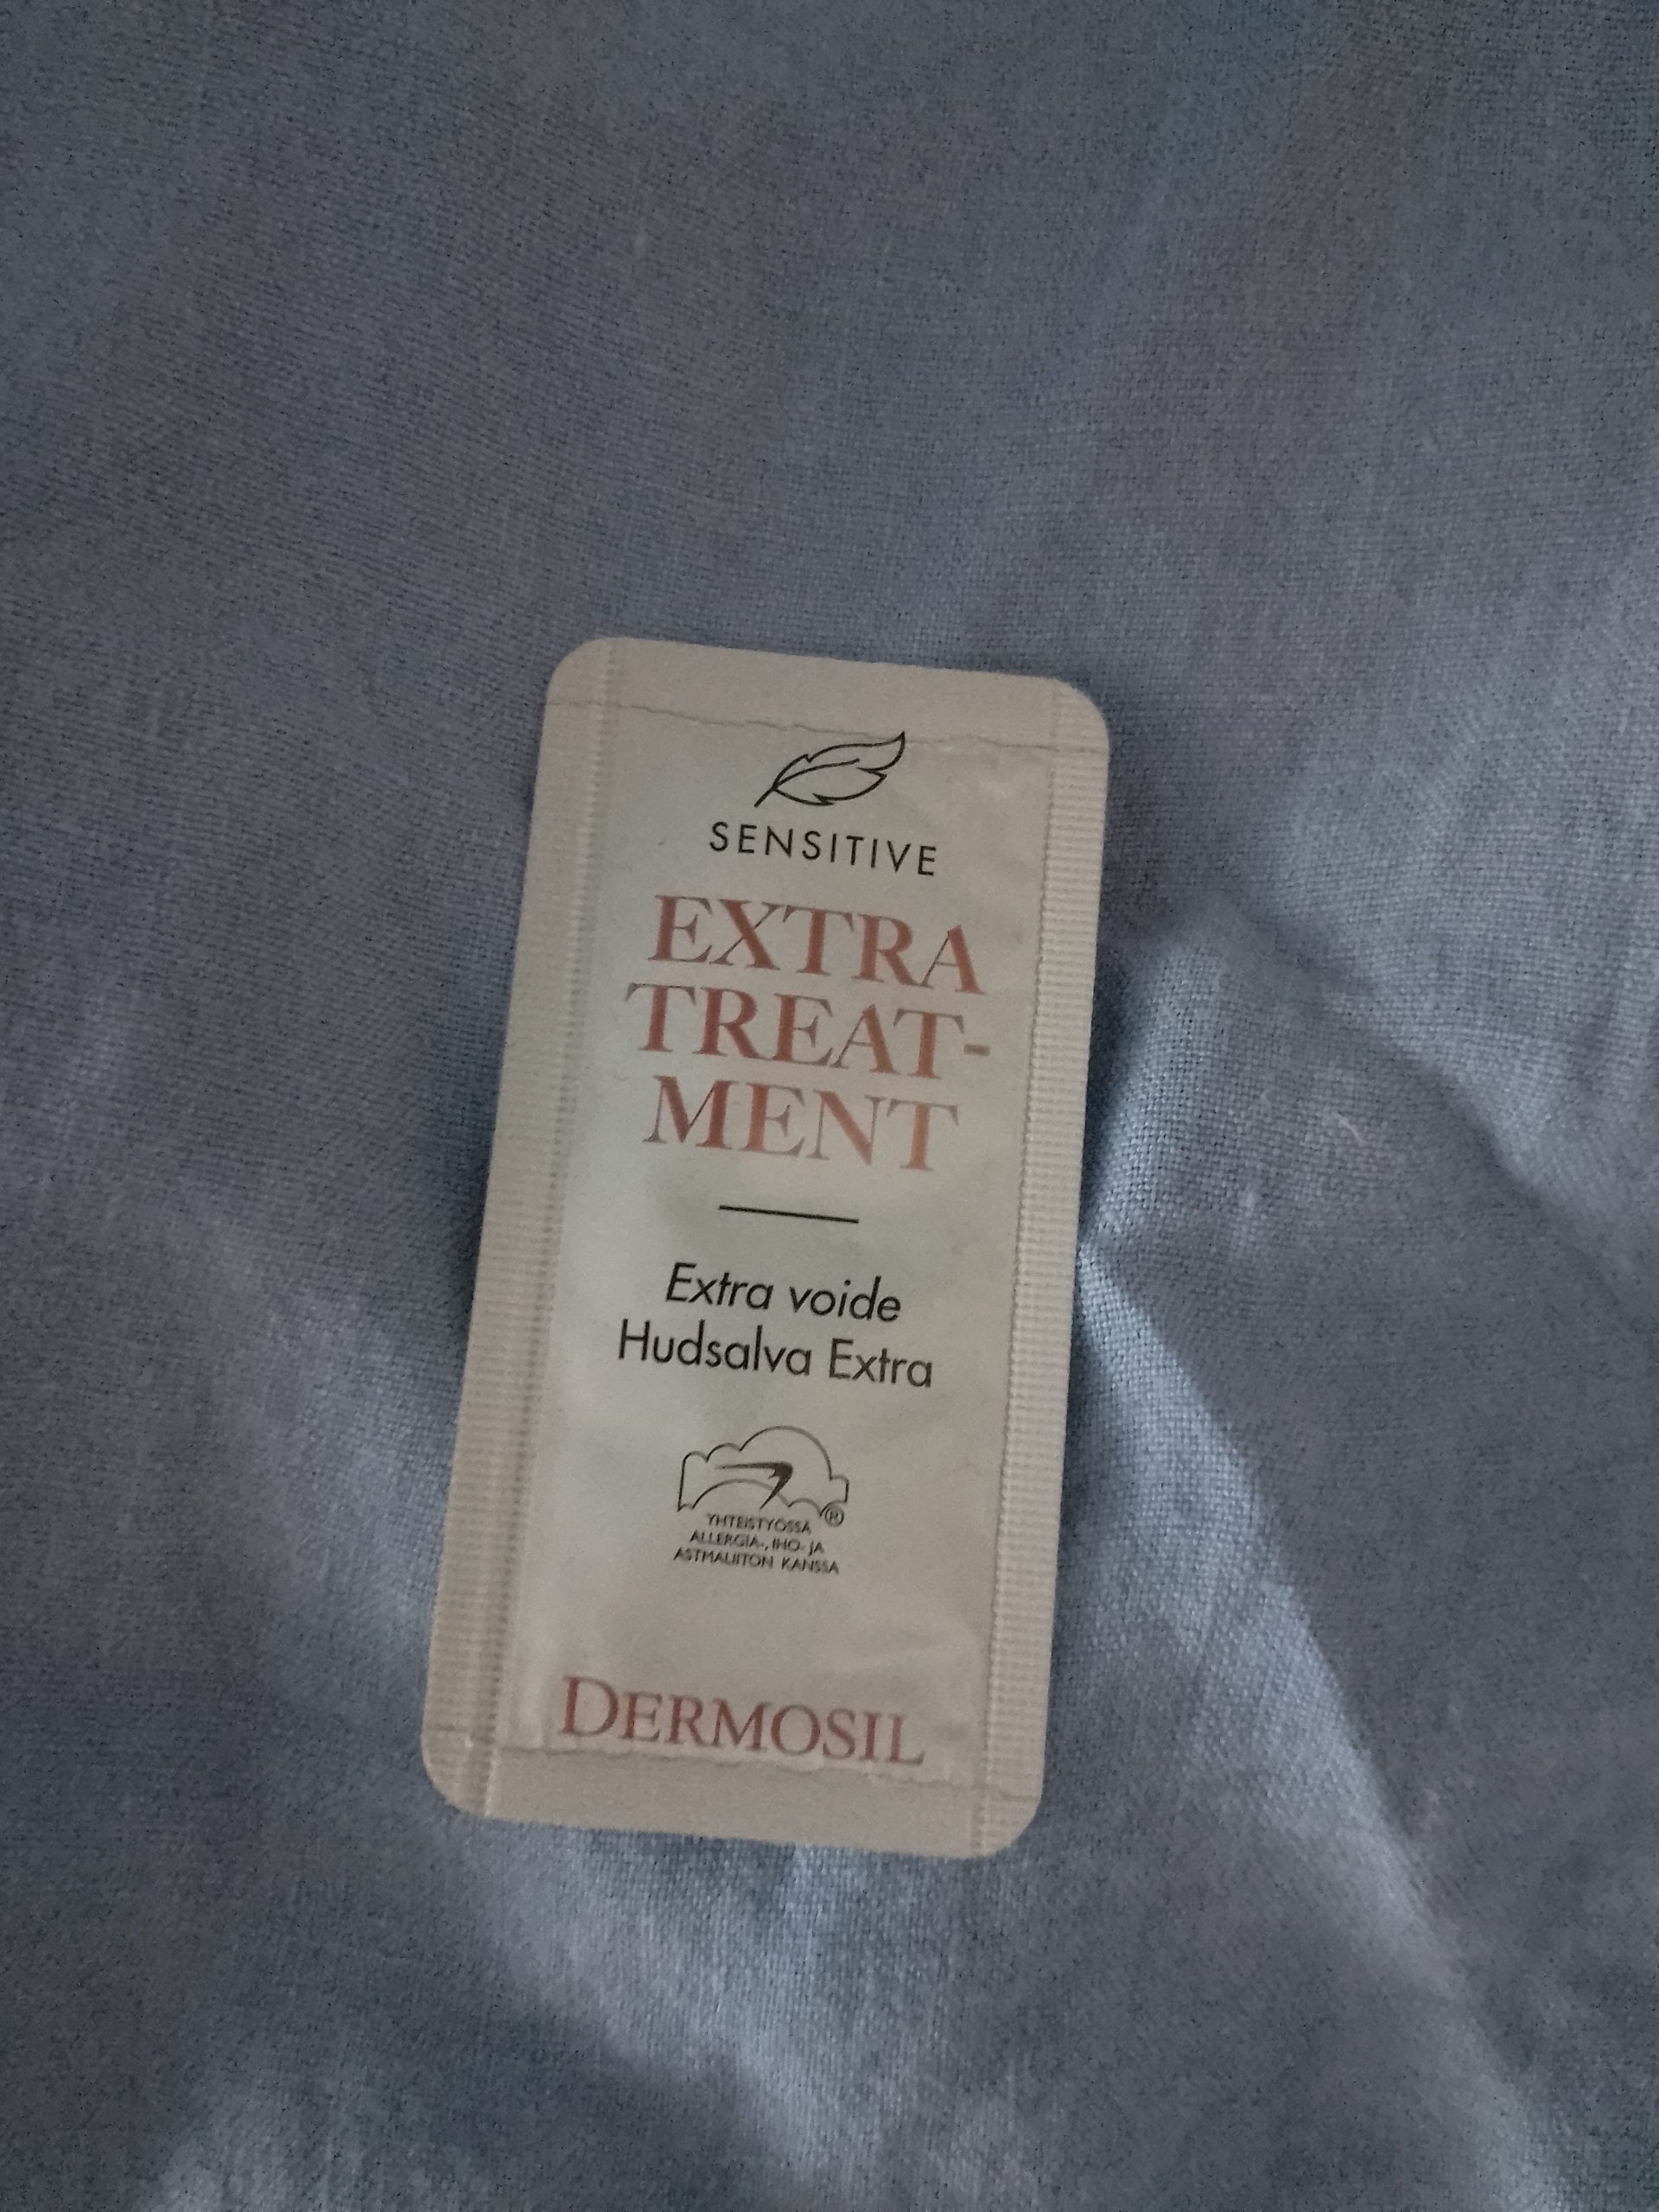 SENSITIVE
EXTRA
TREAT-
MENT
Extra voide
Hudsalva Extra
®
YHTEISTYÖSSÄ
ALLERGIA-, IHO- JA
ASTMALIITON KANSSA
DERMOSIL